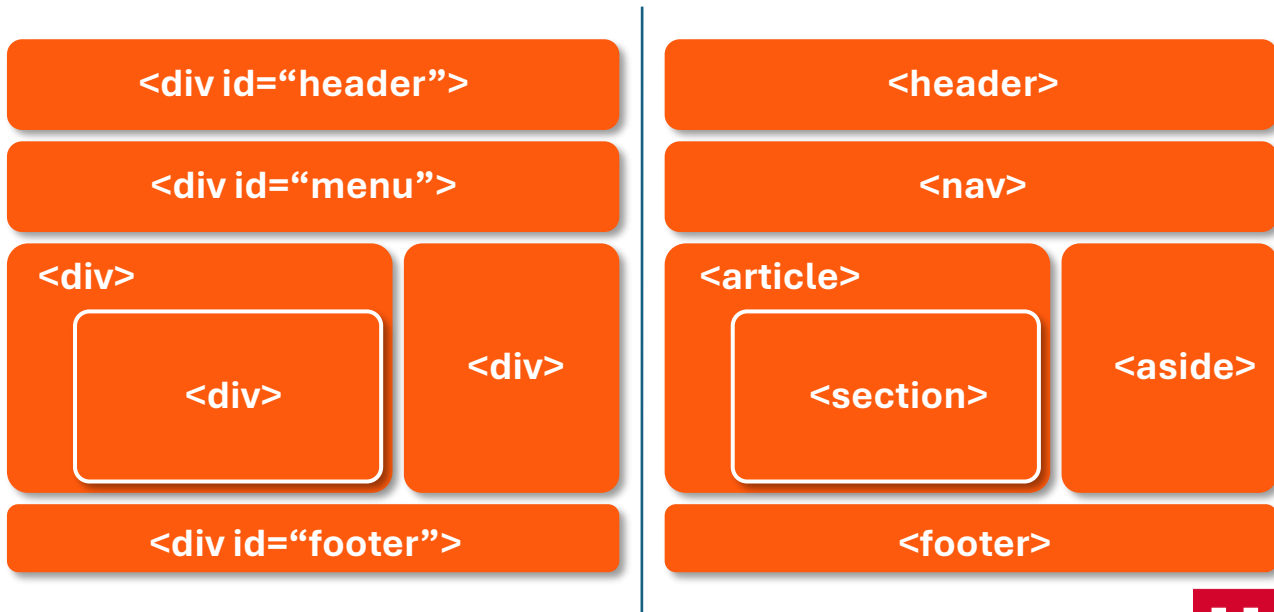 <div id=“header”>
<div id=“menu”>
<div>
<div>
<div>
<div id=“footer”>
<header>
<nav>
<article>
<section>
<aside>
<footer>